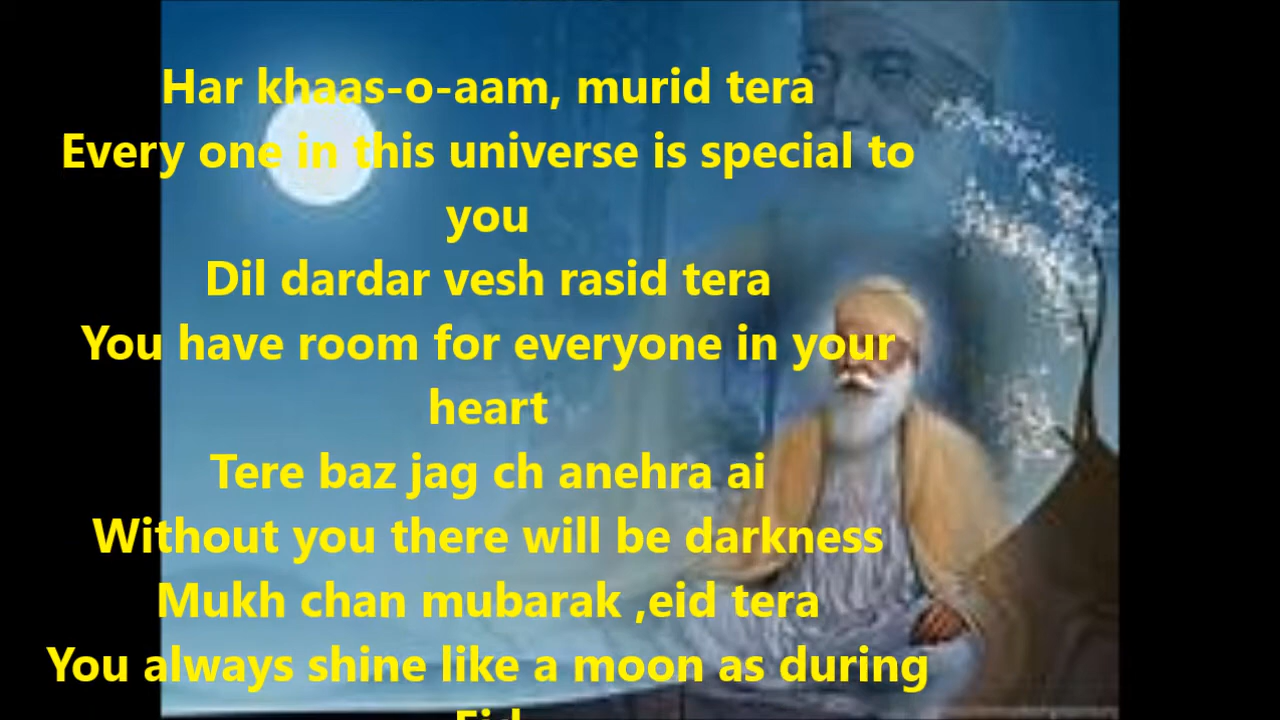 Har khaas-o-aam, murid tera
Every one in this universe is special to
you
Dil dardar vesh rasid tera
You have room for everyone in your
heart
Tere baz jag ch anehra ai
Without you there will be darkness
Mukh chan mubarak ,eid tera
You always shine like a moon as during
Eid